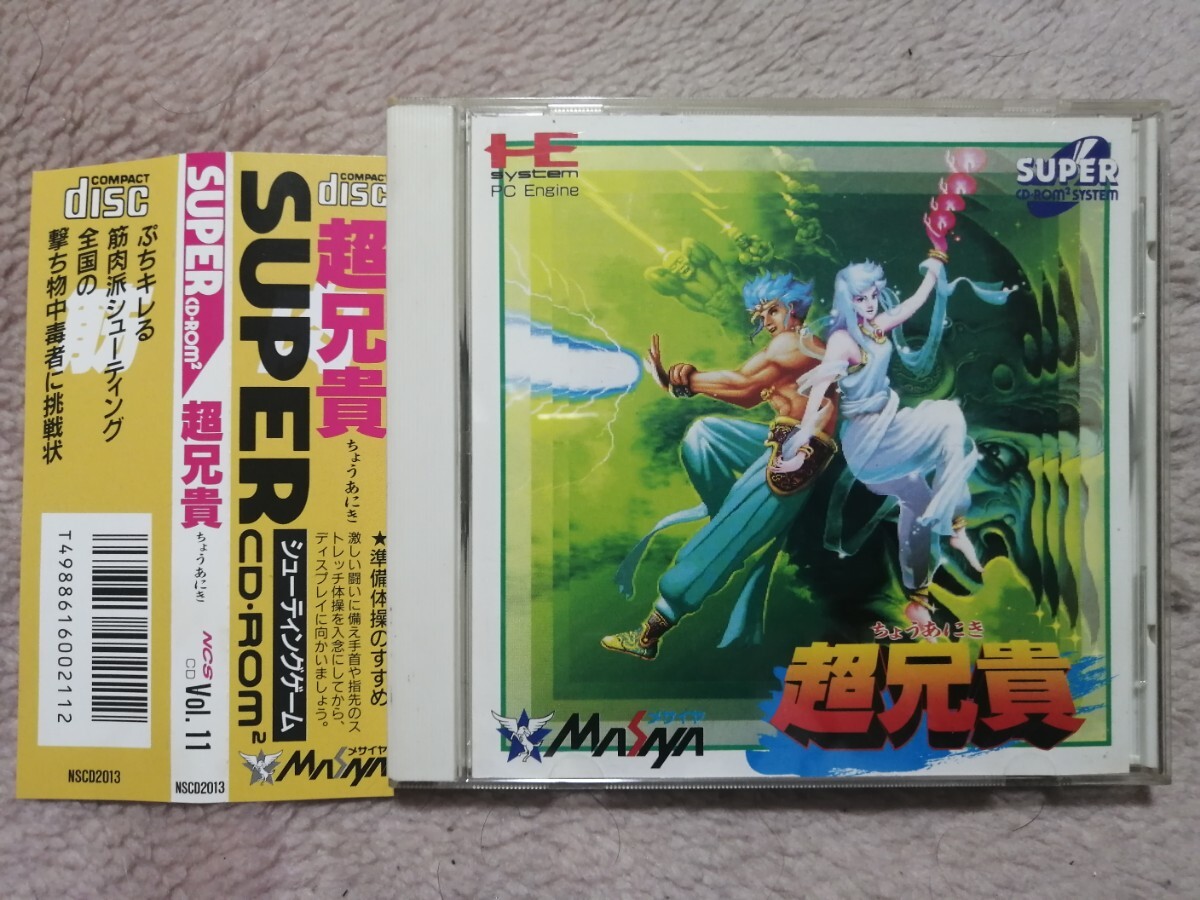 COMPACT
disc
ぷちキレる
筋肉派シューティング
全国の
撃ち物中毒者に挑戦状
筋
T4988616002112
NSCD2013
SUPER
CD-ROM²
超兄貴
ちょうあにき
NCS
CD
Vol.11
NSCD2013
SUPER CD-ROM²
シューティングゲーム
COMPACT
disc
超兄貴
ちょうあにき
★準備体操のすすめ
激しい闘いに備え手首や指先のス
トレッチ体操を入念にしてから、
ディスプレイに向かいましょう。
メサイヤ
MASAYA
HE
system
PC Engine
SUPER
CD-ROM² SYSTEM
ちょうあにき
超兄貴
メサイヤ
MASAYA